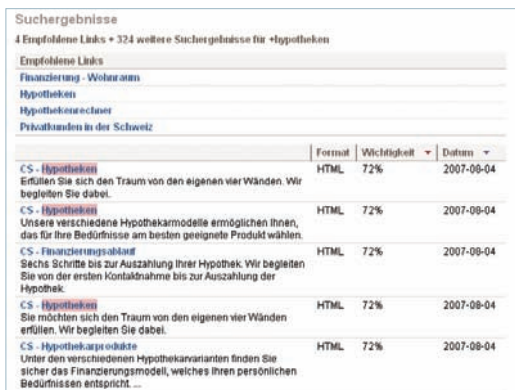 Suchergebnisse
4 Empfohlene Links + 324 weitere Suchergebnisse für +hypotheken
Empfohlene Links
Finanzierung - Wohnraum
Hypotheken
Hypothekenrechner
Privatkunden in der Schweiz
Format Wichtigkeit Datum
CS - Hypotheken HTML 72% 2007-08-04
Erfüllen Sie sich den Traum von den eigenen vier Wänden. Wir
begleiten Sie dabei.
CS - Hypotheken HTML 72% 2007-08-04
Unsere verschiedene Hypothekarmodelle ermöglichen Ihnen,
das für Ihre Bedürfnisse am besten geeignete Produkt wählen.
CS - Finanzierungsablauf HTML 72% 2007-08-04
Sechs Schritte bis zur Auszahlung Ihrer Hypothek. Wir begleiten
Sie von der ersten Kontaktnahme bis zur Auszahlung der
Hypothek.
CS - Hypotheken HTML 72% 2007-08-04
Sie möchten sich den Traum von den eigenen vier Wänden
erfüllen. Wir begleiten Sie dabei.
CS - Hypothekarprodukte HTML 72% 2007-08-04
Unter den verschiedenen Hypothekarvarianten finden Sie
sicher das Finanzierungsmodell, welches Ihren persönlichen
Bedürfnissen entspricht. ...